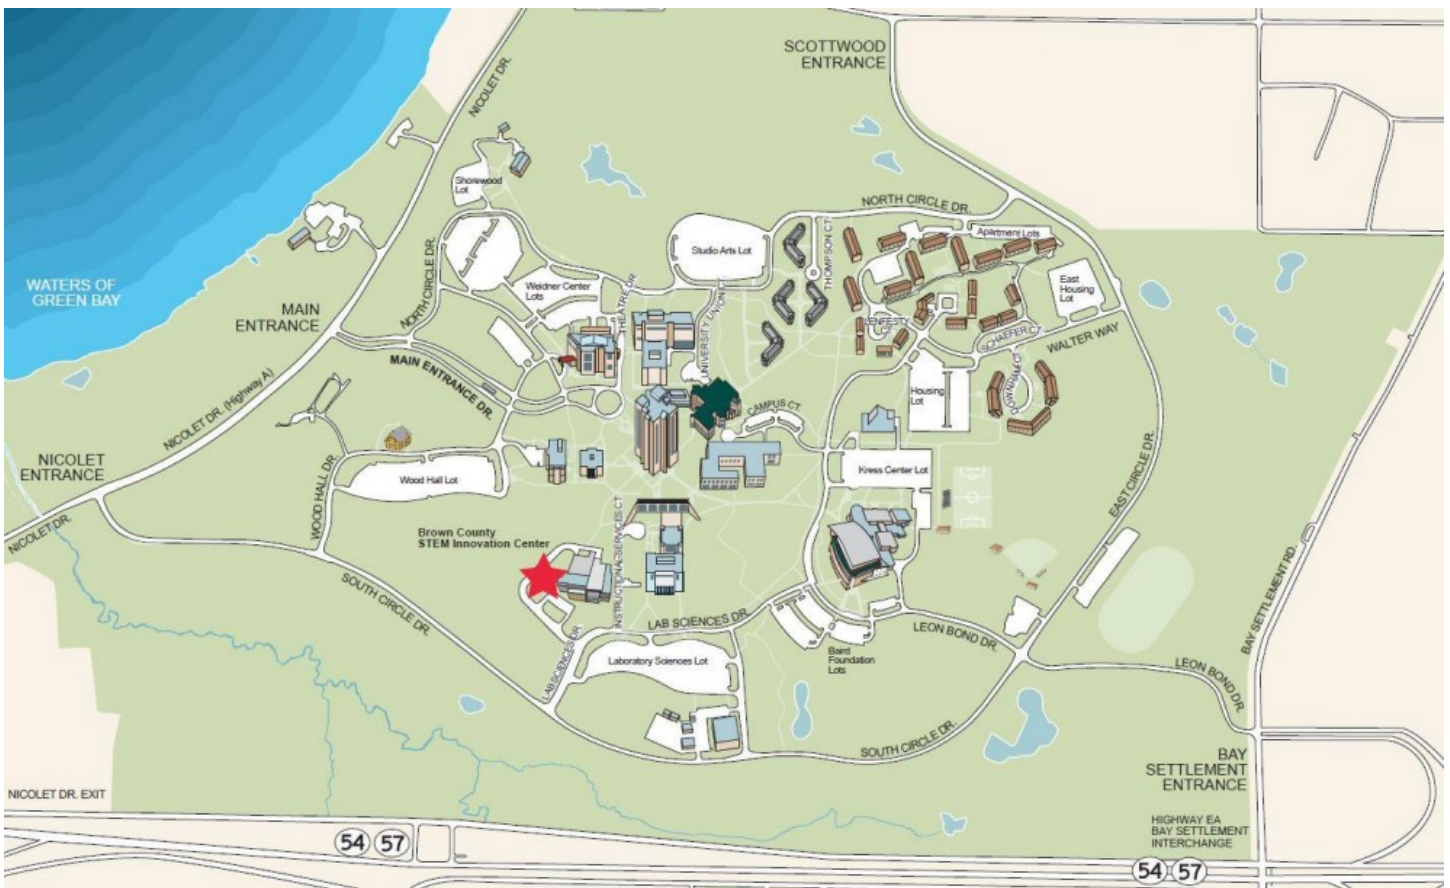 SCOTTWOOD
ENTRANCE
NICOLET DR.
Shorewood
Lot
NORTH CIRCLE DR.
THOMPSON CT.
Apartment Lots
Studio Arts Lot
NORTH CIRCLE DR.
WATERS OF
GREEN BAY
Weidner Center
Lots
THEATRE DR.
UNIVERSITY UNION CT.
East
Housing
Lot
MAIN
ENTRANCE
LENFESTY
CT.
SCHAEFER CT.
WALTER WAY
MAIN ENTRANCE DR.
NICOLET DR. (Highway A)
Housing
Lot
DOWNHAM CT.
CAMPUS CT.
NICOLET
ENTRANCE
WOOD HALL DR.
Wood Hall Lot
Kress Center Lot
EAST CIRCLE DR.
NICOLET DR.
Brown County
STEM Innovation Center
INSTRUCTIONAL SERVICES CT
BAY SETTLEMENT RD.
SOUTH CIRCLE DR.
LAB SCIENCES DR.
LAB SCIENCES DR.
LEON BOND DR.
Laboratory Sciences Lot
Baird
Foundation
Lots
LEON BOND DR.
SOUTH CIRCLE DR.
BAY
SETTLEMENT
ENTRANCE
NICOLET DR. EXIT
HIGHWAY EA
BAY SETTLEMENT
INTERCHANGE
54 57
54 57